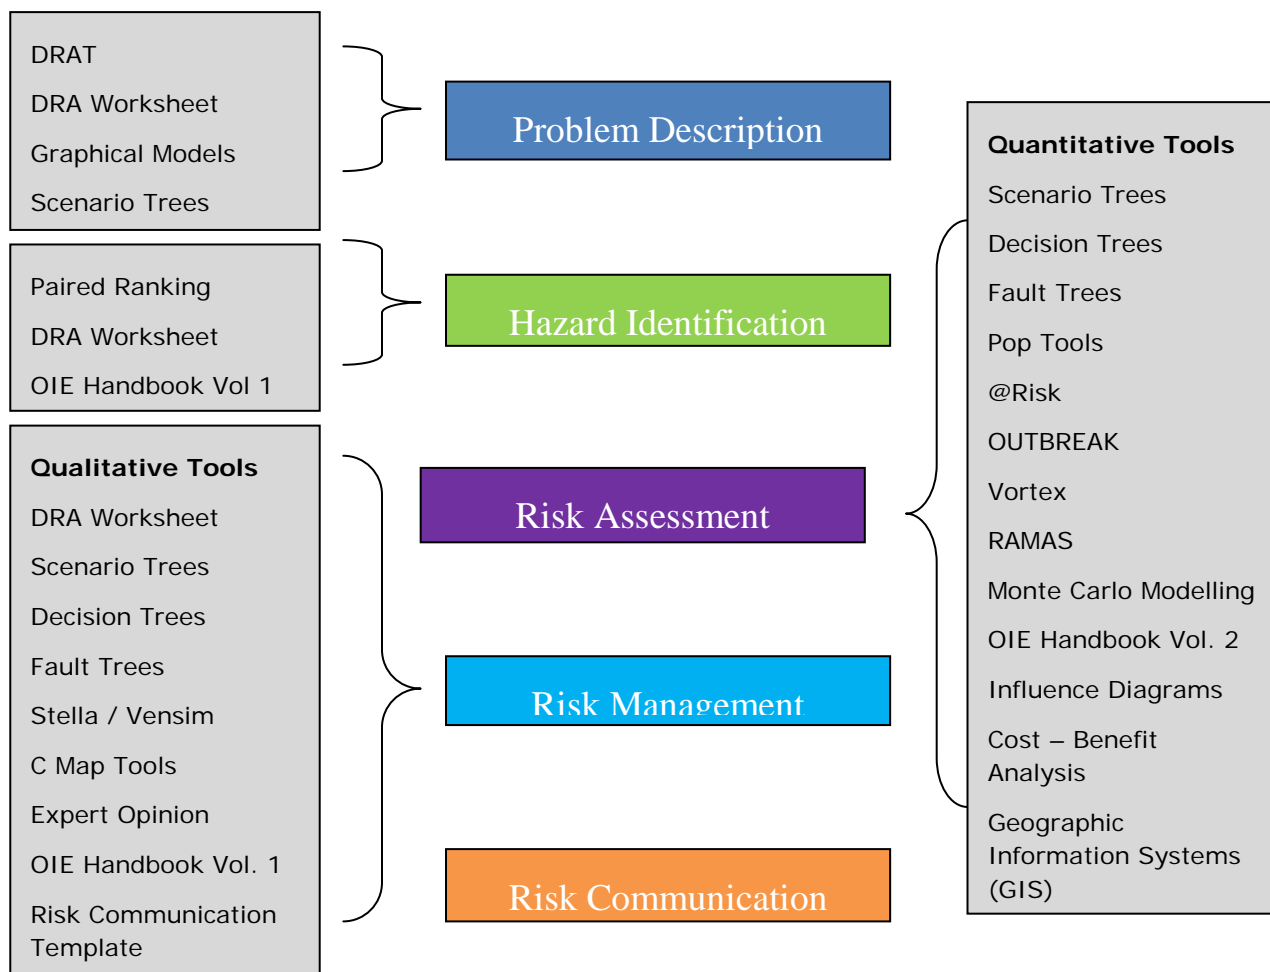 DRAT
DRA Worksheet
Graphical Models
Scenario Trees
Paired Ranking
DRA Worksheet
OIE Handbook Vol 1
Qualitative Tools
DRA Worksheet
Scenario Trees
Decision Trees
Fault Trees
Stella / Vensim
C Map Tools
Expert Opinion
OIE Handbook Vol. 1
Risk Communication
Template
Problem Description
Hazard Identification
Risk Assessment
Risk Management
Risk Communication
Quantitative Tools
Scenario Trees
Decision Trees
Fault Trees
Pop Tools
@Risk
OUTBREAK
Vortex
RAMAS
Monte Carlo Modelling
OIE Handbook Vol. 2
Influence Diagrams
Cost – Benefit
Analysis
Geographic
Information Systems
(GIS)